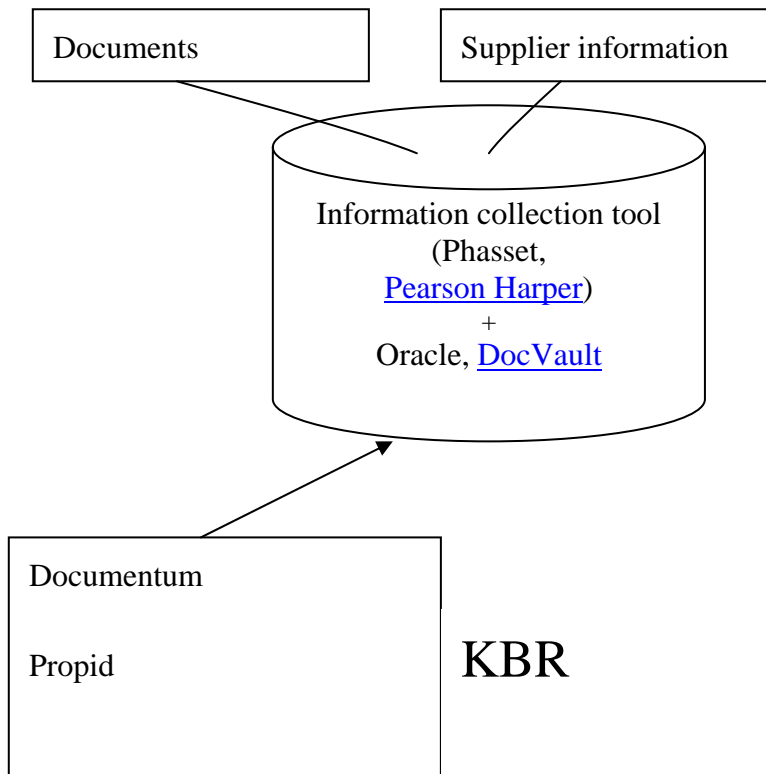 Documents
Supplier information
Information collection tool
(Phasset,
Pearson Harper)
+
Oracle, DocVault
Documentum
Propid
KBR